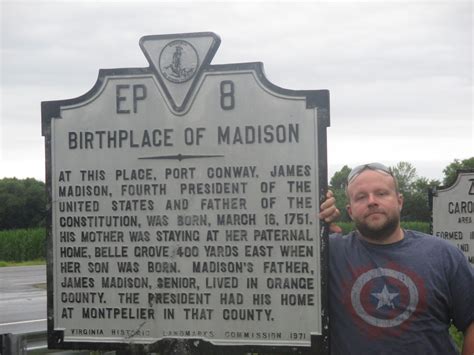 EP 8
BIRTHPLACE OF MADISON
AT THIS PLACE, PORT CONWAY, JAMES
MADISON, FOURTH PRESIDENT OF THE
UNITED STATES AND FATHER OF THE
CONSTITUTION, WAS BORN, MARCH 16, 1751.
HIS MOTHER WAS STAYING AT HER PATERNAL
HOME, BELLE GROVE, 400 YARDS EAST WHEN
HER SON WAS BORN. MADISON'S FATHER,
JAMES MADISON, SENIOR, LIVED IN ORANGE
COUNTY. THE PRESIDENT HAD HIS HOME
AT MONTPELIER IN THAT COUNTY.
VIRGINIA HISTORIC LANDMARKS COMMISSION 1971
CARO
FORMED I